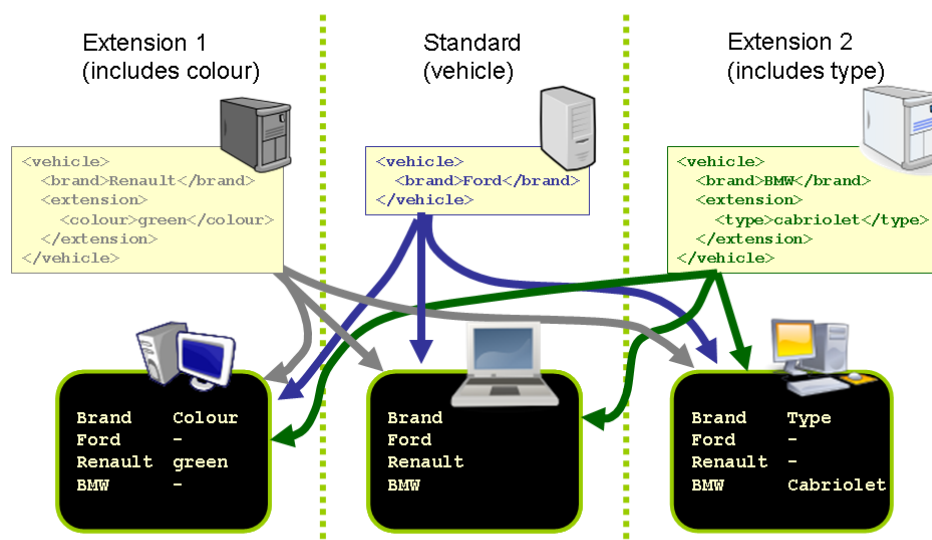 Extension 1
(includes colour)
Standard
(vehicle)
Extension 2
(includes type)
<vehicle>
<brand>Renault</brand>
<extension>
<colour>green</colour>
</extension>
</vehicle>
<vehicle>
<brand>Ford</brand>
</vehicle>
<vehicle>
<brand>BMW</brand>
<extension>
<type>cabriolet</type>
</extension>
</vehicle>
Brand Colour
Ford -
Renault green
BMW -
Brand
Ford
Renault
BMW
Brand Type
Ford -
Renault -
BMW Cabriolet